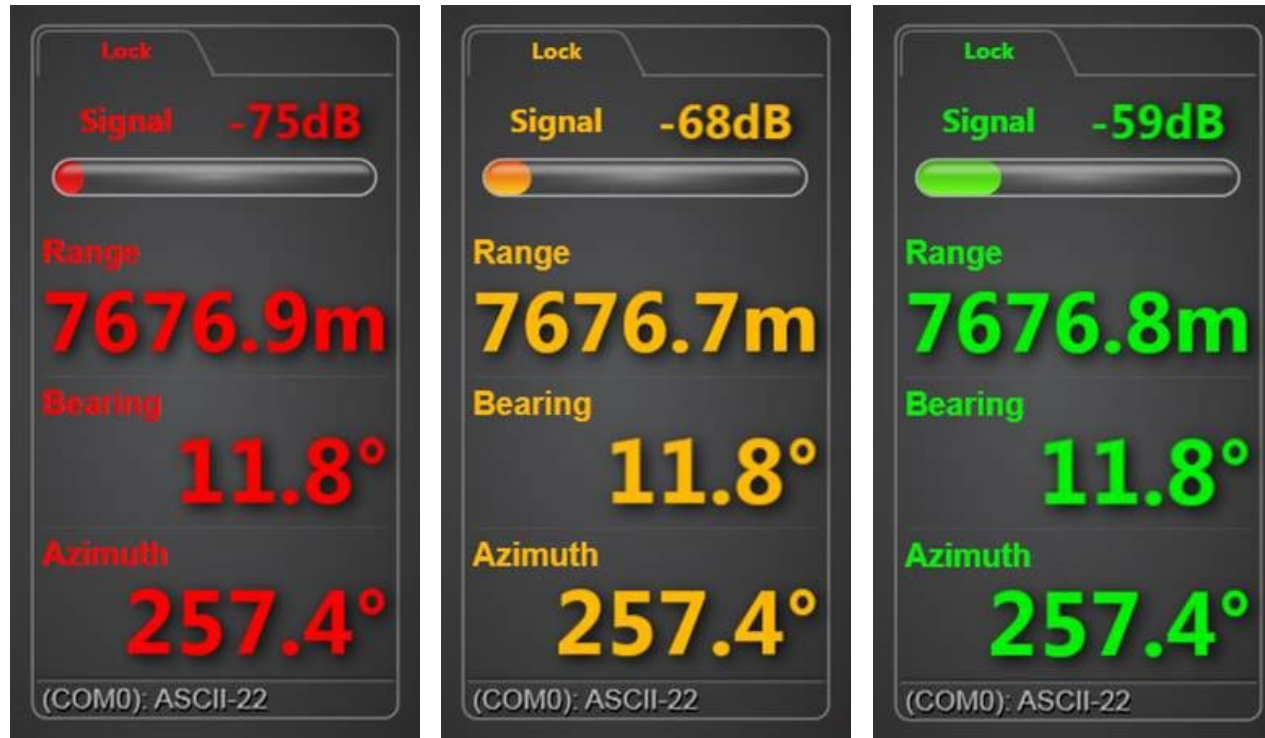 Lock
Signal -75dB
Range
7676.9m
Bearing
11.8°
Azimuth
257.4°
(COM0): ASCII-22
Lock
Signal -68dB
Range
7676.7m
Bearing
11.8°
Azimuth
257.4°
(COM0): ASCII-22
Lock
Signal -59dB
Range
7676.8m
Bearing
11.8°
Azimuth
257.4°
(COM0): ASCII-22